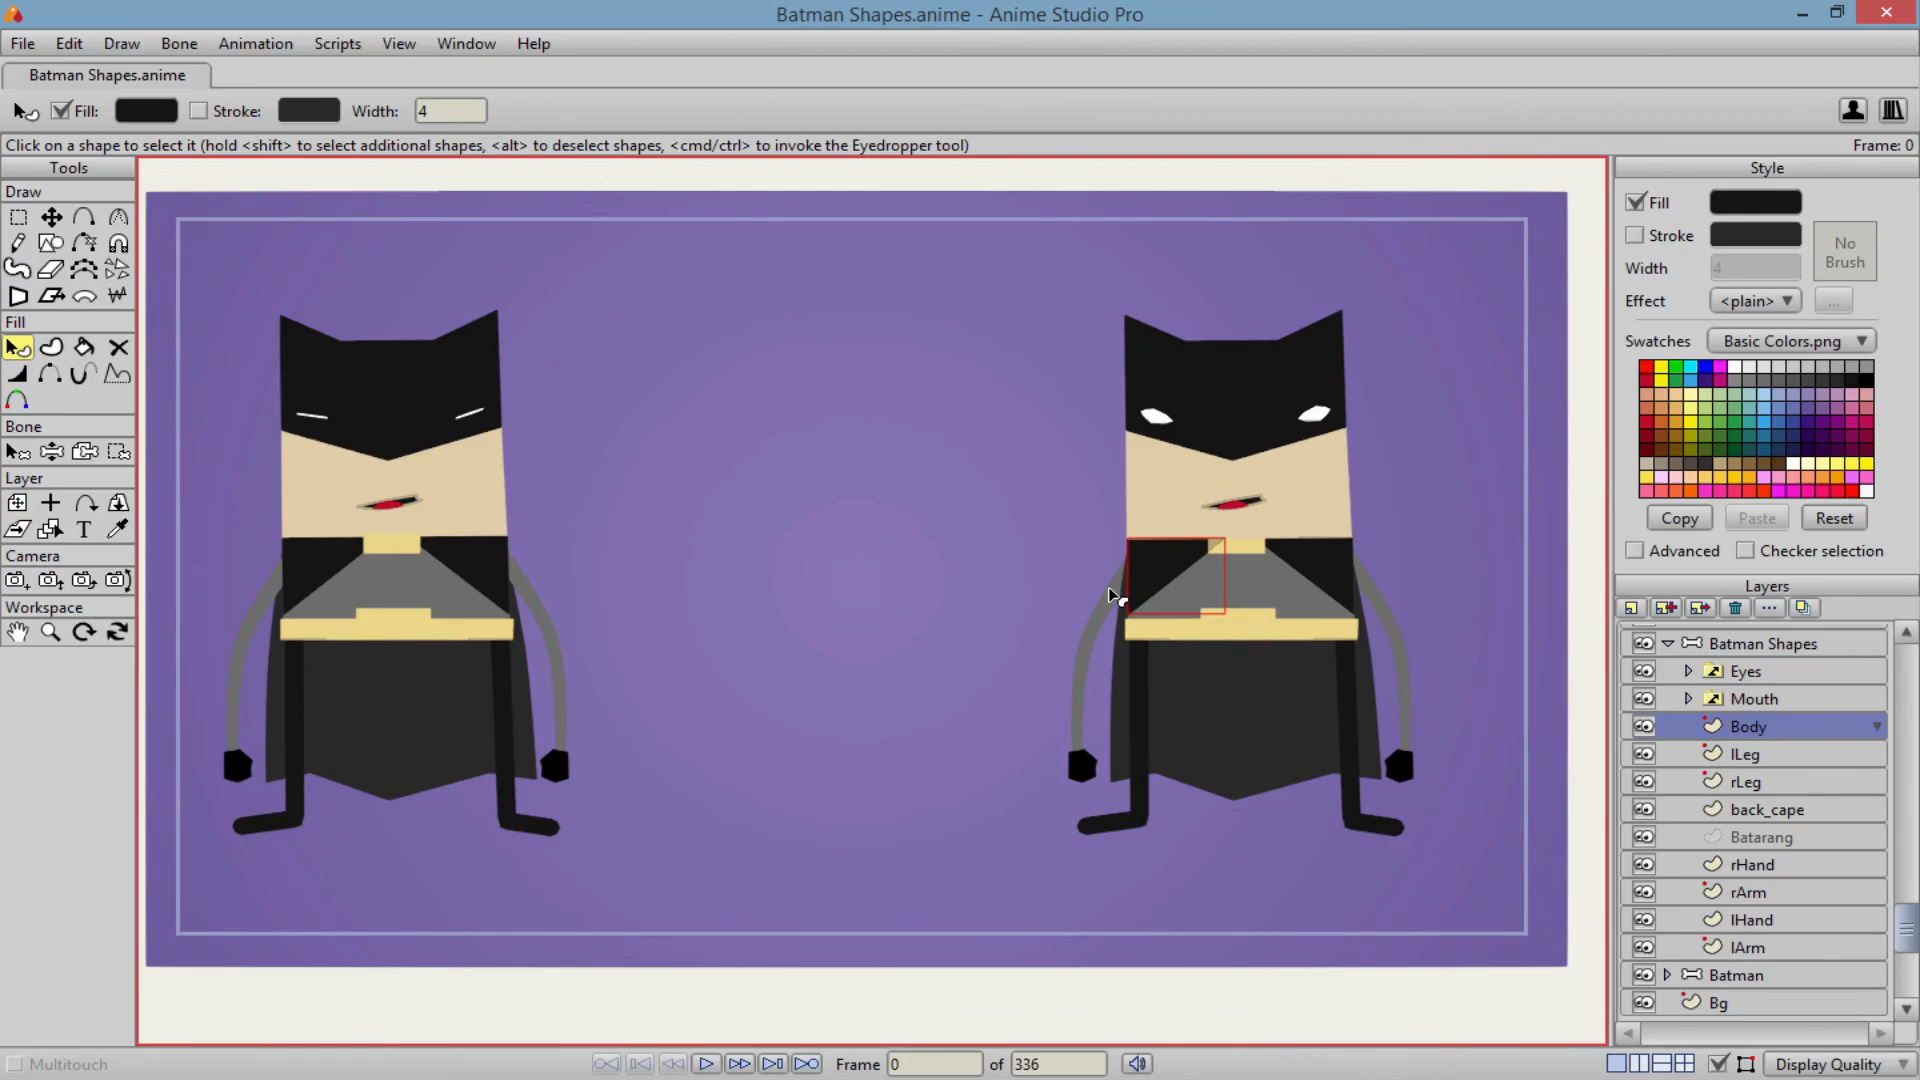 Batman Shapes.anime - Anime Studio Pro
File Edit Draw Bone Animation Scripts View Window Help
Batman Shapes.anime
Fill: Stroke: Width: 4
Click on a shape to select it (hold <shift> to select additional shapes, <alt> to deselect shapes, <cmd/ctrl> to invoke the Eyedropper tool) Frame: 0
Tools
Draw
Fill
Bone
Layer
T
Camera
Workspace
Style
Fill
Stroke
No Brush
Width 4
Effect <plain> ...
Swatches Basic Colors.png
Copy Paste Reset
Advanced Checker selection
Layers
Batman Shapes
Eyes
Mouth
Body
lLeg
rLeg
back_cape
Batarang
rHand
rArm
lHand
lArm
Batman
Bg
Multitouch Frame 0 of 336 Display Quality